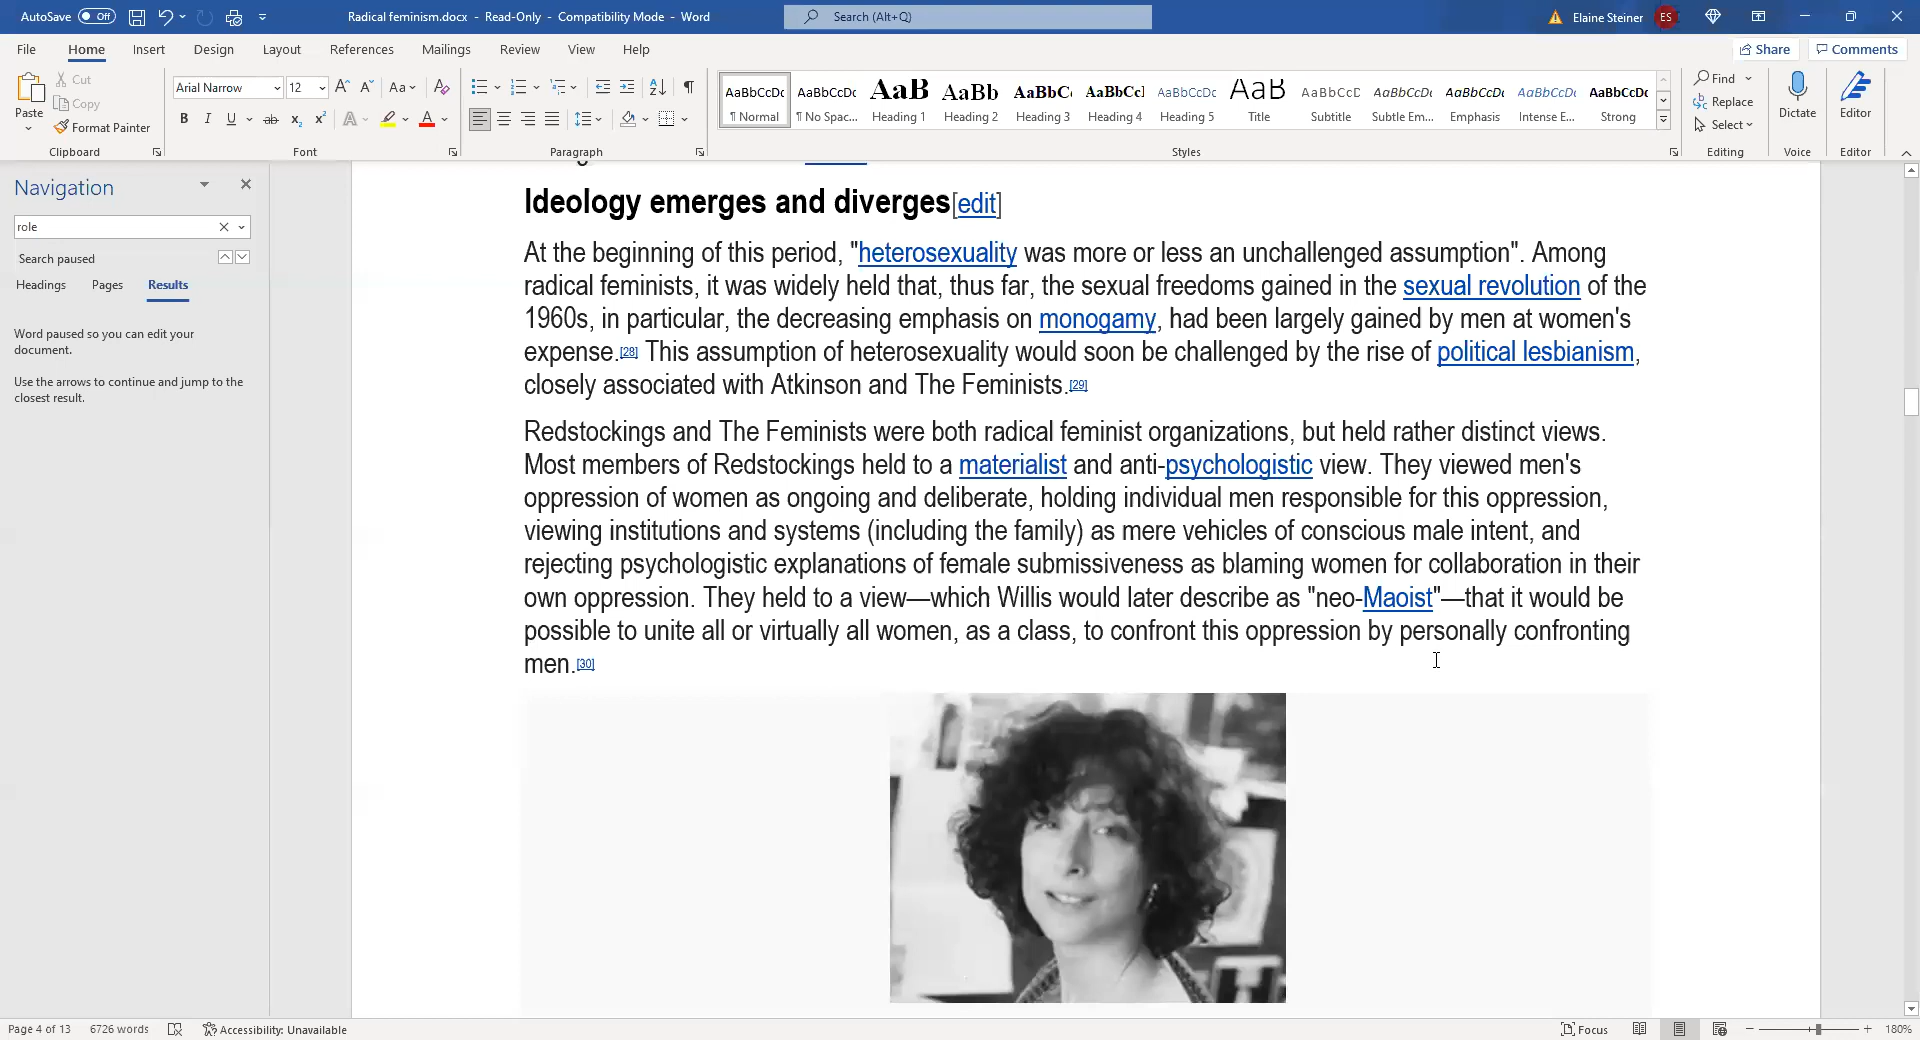 AutoSave Off Radical feminism.docx - Read-Only - Compatibility Mode - Word Search (Alt+Q) Elaine Steiner ES
File Home Insert Design Layout References Mailings Review View Help Share Comments
Cut
Copy
Format Painter
Paste
Clipboard
Arial Narrow 12
Font
Paragraph
AaBbCcDc AaBbCcDc AaB AaBb AaBbC AaBbCcI AaBbCcDc AaB AaBbCcD AaBbCcDc AaBbCcDc AaBbCcDc AaBbCcDc
¶ Normal ¶ No Spac... Heading 1 Heading 2 Heading 3 Heading 4 Heading 5 Title Subtitle Subtle Em... Emphasis Intense E... Strong
Styles
Find
Replace
Select
Editing
Dictate
Voice
Editor
Editor
Navigation
role
Search paused
Headings Pages Results
Word paused so you can edit your
document.
Use the arrows to continue and jump to the
closest result.
Ideology emerges and diverges[edit]
At the beginning of this period, "heterosexuality was more or less an unchallenged assumption". Among
radical feminists, it was widely held that, thus far, the sexual freedoms gained in the sexual revolution of the
1960s, in particular, the decreasing emphasis on monogamy, had been largely gained by men at women's
expense.[28] This assumption of heterosexuality would soon be challenged by the rise of political lesbianism,
closely associated with Atkinson and The Feminists.[29]
Redstockings and The Feminists were both radical feminist organizations, but held rather distinct views.
Most members of Redstockings held to a materialist and anti-psychologistic view. They viewed men's
oppression of women as ongoing and deliberate, holding individual men responsible for this oppression,
viewing institutions and systems (including the family) as mere vehicles of conscious male intent, and
rejecting psychologistic explanations of female submissiveness as blaming women for collaboration in their
own oppression. They held to a view—which Willis would later describe as "neo-Maoist"—that it would be
possible to unite all or virtually all women, as a class, to confront this oppression by personally confronting
men.[30]
Page 4 of 13 6726 words Accessibility: Unavailable Focus 180%